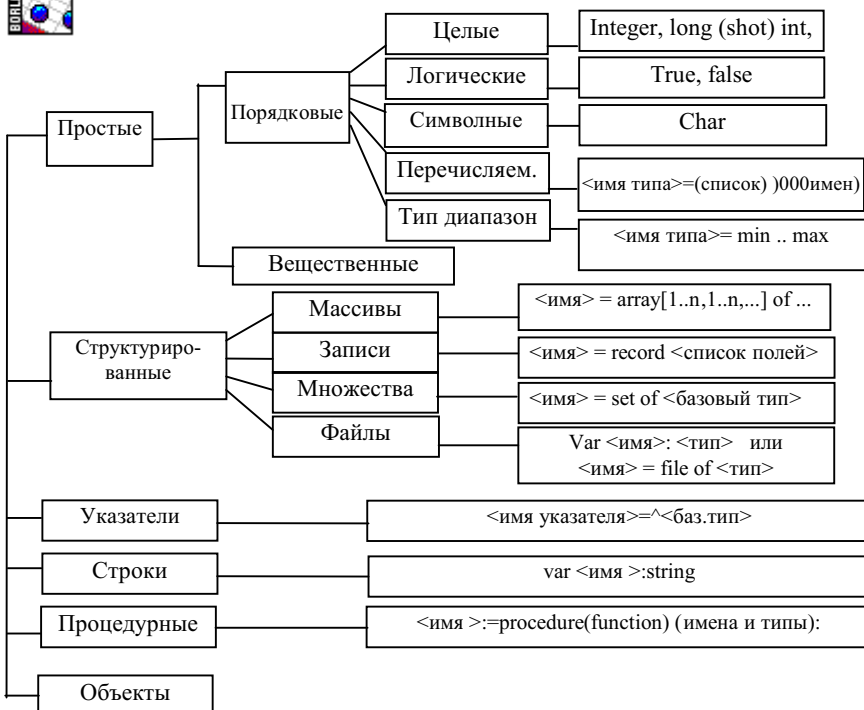 BORL
Целые
Integer, long (shot) int,
Логические
True, false
Порядковые
Символные
Char
Простые
Перечисляем.
<имя типа>=(список) )000имен)
Тип диапазон
<имя типа>= min .. max
Вещественные
Массивы
<имя> = array[1..n,1..n,...] of ...
Структуриро-
ванные
Записи
<имя> = record <список полей>
Множества
<имя> = set of <базовый тип>
Файлы
Var <имя>: <тип> или
<имя> = file of <тип>
Указатели
<имя указателя>=^<баз.тип>
Строки
var <имя >:string
Процедурные
<имя >:=procedure(function) (имена и типы):
Объекты